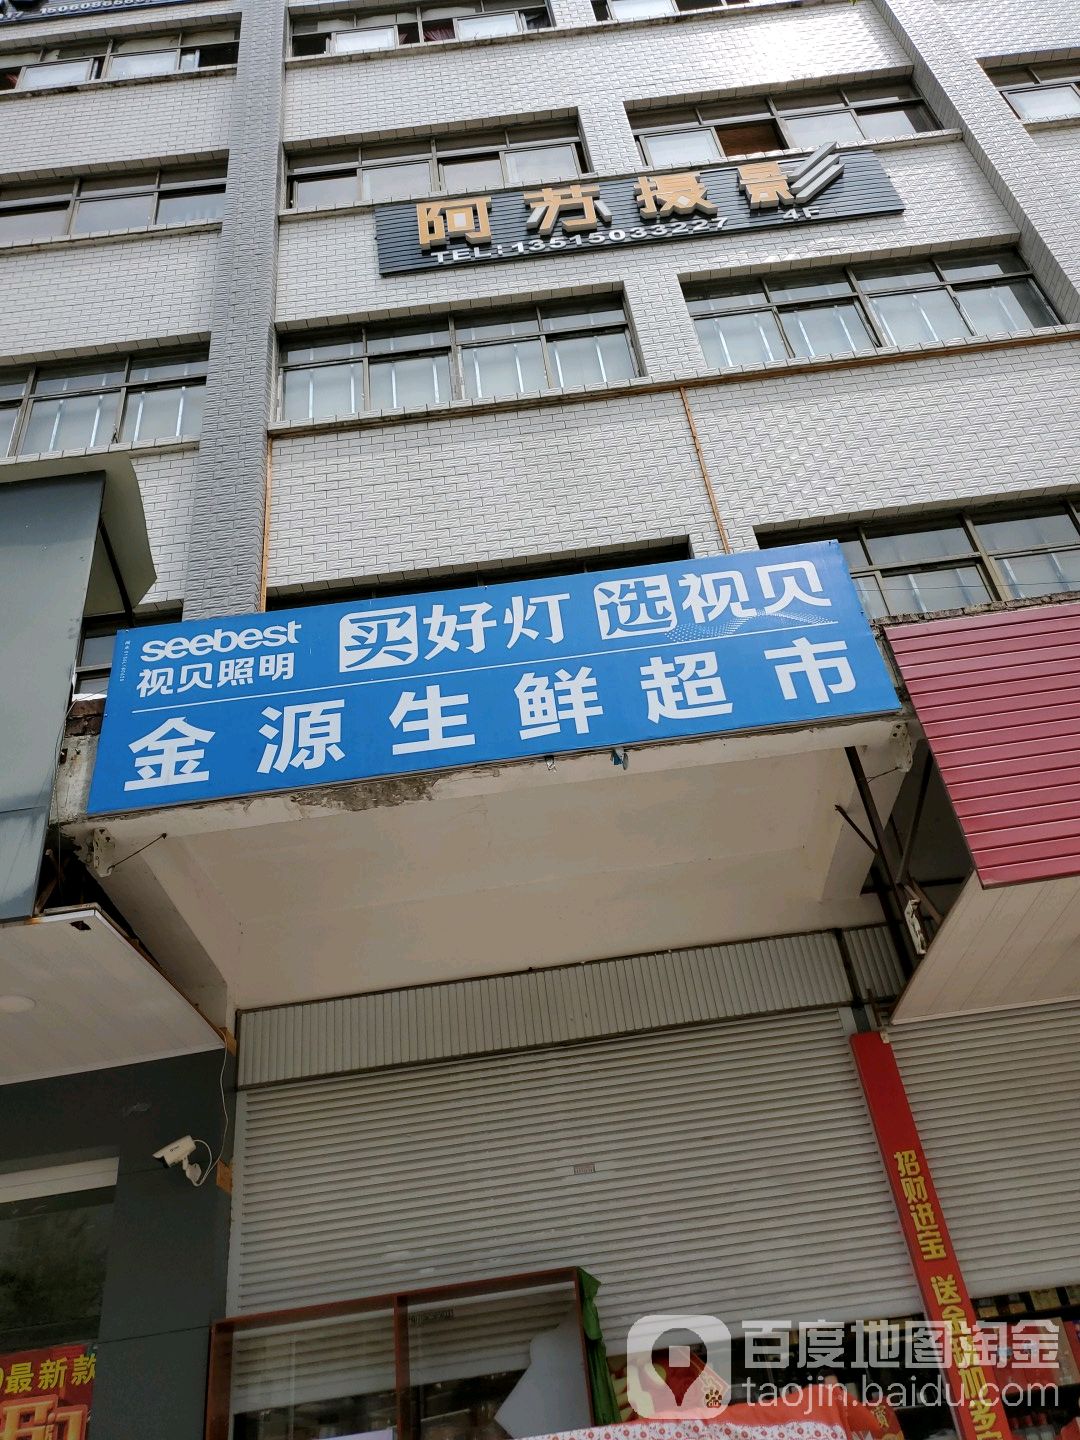 阿苏摄影
TEL:13515033227 4F
seebest
视贝照明
买好灯 选视贝
金源生鲜超市
招财进宝
最新款
百度地图淘金
taojin.baidu.com